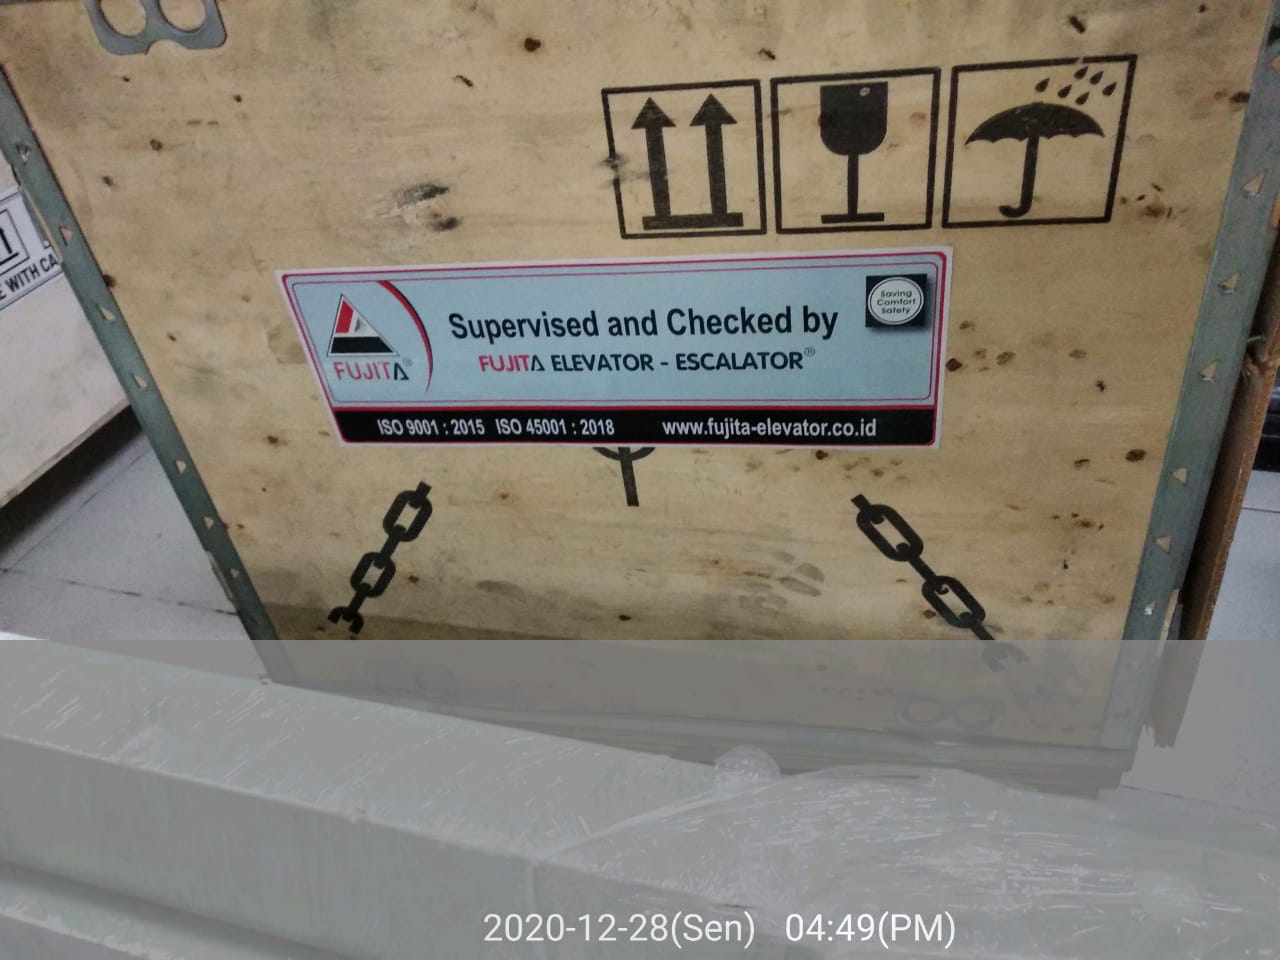 E WITH CA
Saving
Comfort
Safety
Supervised and Checked by
FUJITA®
FUJITA ELEVATOR - ESCALATOR®
ISO 9001 : 2015 ISO 45001 : 2018 www.fujita-elevator.co.id
2020-12-28(Sen) 04:49(PM)